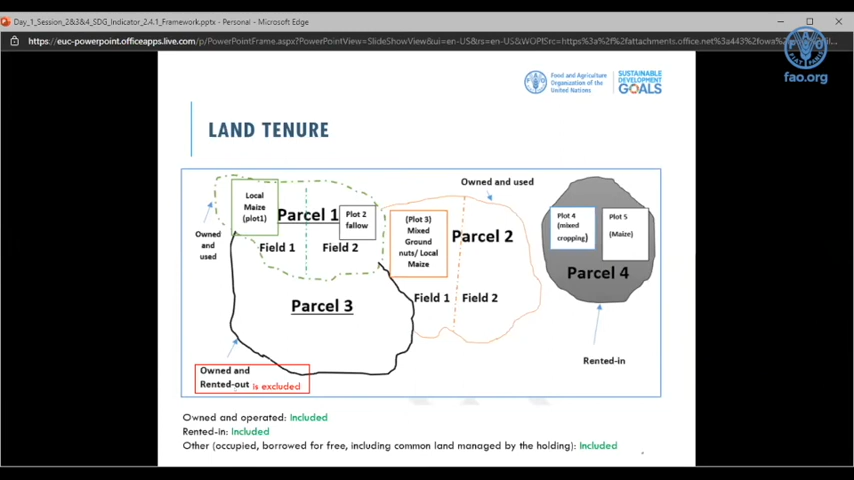 Day_1_Session_2&3&4_SDG_Indicator_2.4.1_Framework.pptx - Personal - Microsoft Edge
https://euc-powerpoint.officeapps.live.com/p/PowerPointFrame.aspx?PowerPointView=SlideShowView&ui=en-US&rs=en-US&WOPISrc=https%3a%2f%2fattachments.office.net%3a443%2fowa%2
fao.org
Food and Agriculture
Organization of the
United Nations
SUSTAINABLE
DEVELOPMENT
GOALS
LAND TENURE
Local
Maize
(plot1)
Parcel 1
Plot 2
fallow
Field 1
Field 2
Owned
and
used
Owned and used
(Plot 3)
Mixed
Ground
nuts/ Local
Maize
Parcel 2
Field 1
Field 2
Plot 4
(mixed
cropping)
Plot 5
(Maize)
Parcel 4
Rented-in
Parcel 3
Owned and
Rented-out is excluded
Owned and operated: Included
Rented-in: Included
Other (occupied, borrowed for free, including common land managed by the holding): Included